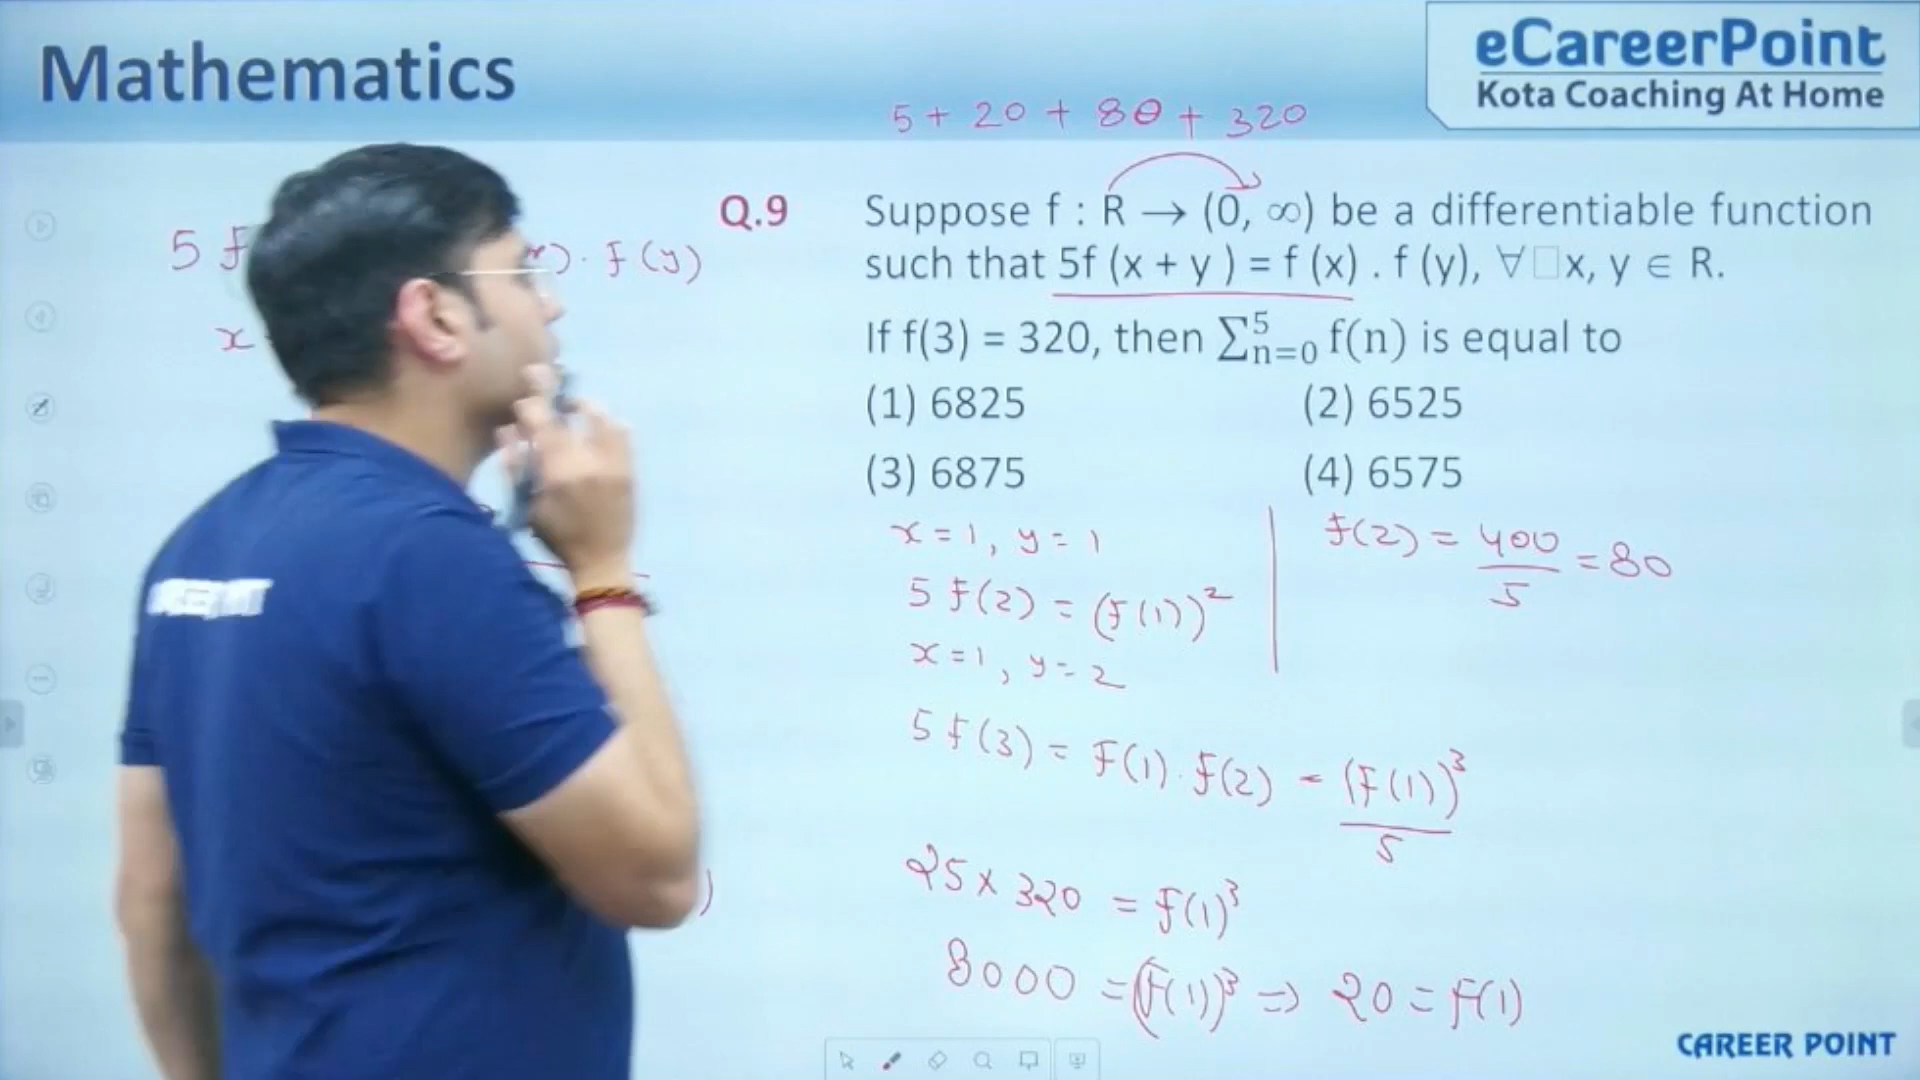 Mathematics
eCareerPoint
Kota Coaching At Home
5 + 20 + 80 + 320
5 f · f(y)
x
Q.9 Suppose f : R → (0, ∞) be a differentiable function
such that 5f (x + y ) = f (x) . f (y), ∀□x, y ∈ R.
If f(3) = 320, then ∑⁵ₙ₌₀ f(n) is equal to
(1) 6825 (2) 6525
(3) 6875 (4) 6575
x = 1, y = 1
5 f(2) = (f(1))²
x = 1, y = 2
5 f(3) = f(1) · f(2) = (f(1))³/5
25 × 320 = f(1)³
8000 = (f(1))³ ⇒ 20 = f(1)
f(2) = 400/5 = 80
CAREER POINT